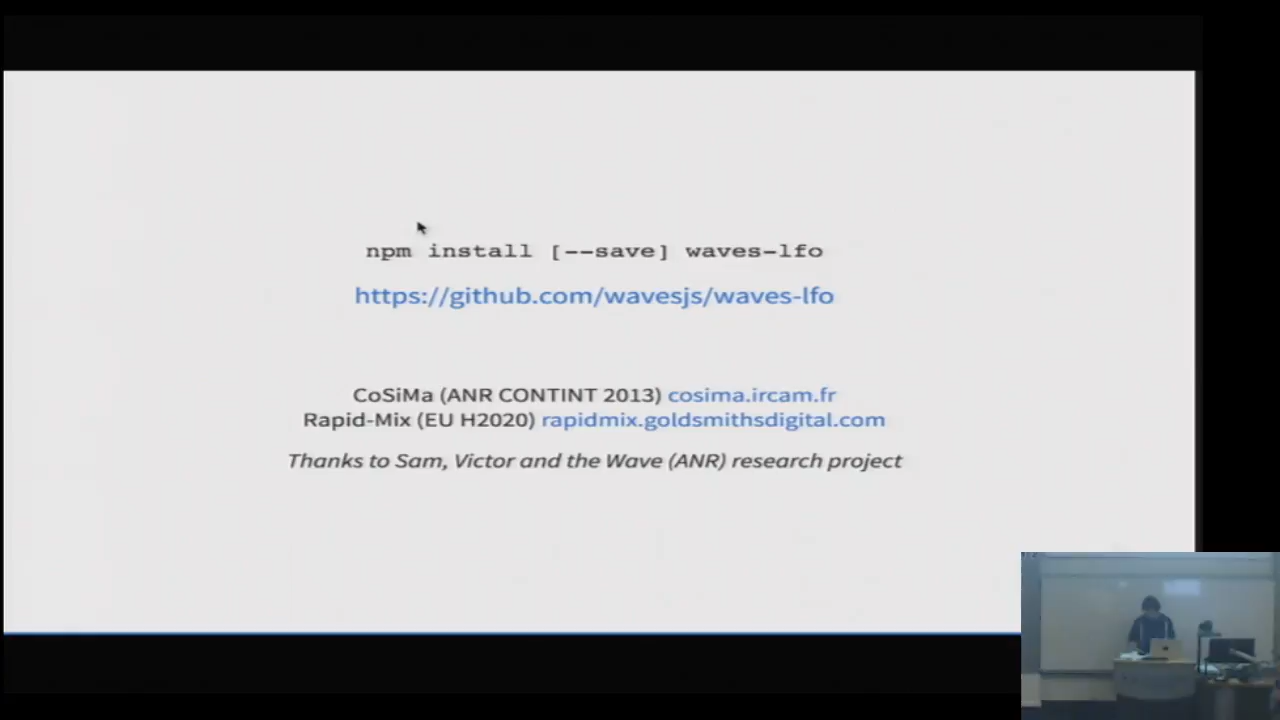 npm install [--save] waves-lfo
https://github.com/wavesjs/waves-lfo
CoSiMa (ANR CONTINT 2013) cosima.ircam.fr
Rapid-Mix (EU H2020) rapidmix.goldsmithsdigital.com
Thanks to Sam, Victor and the Wave (ANR) research project